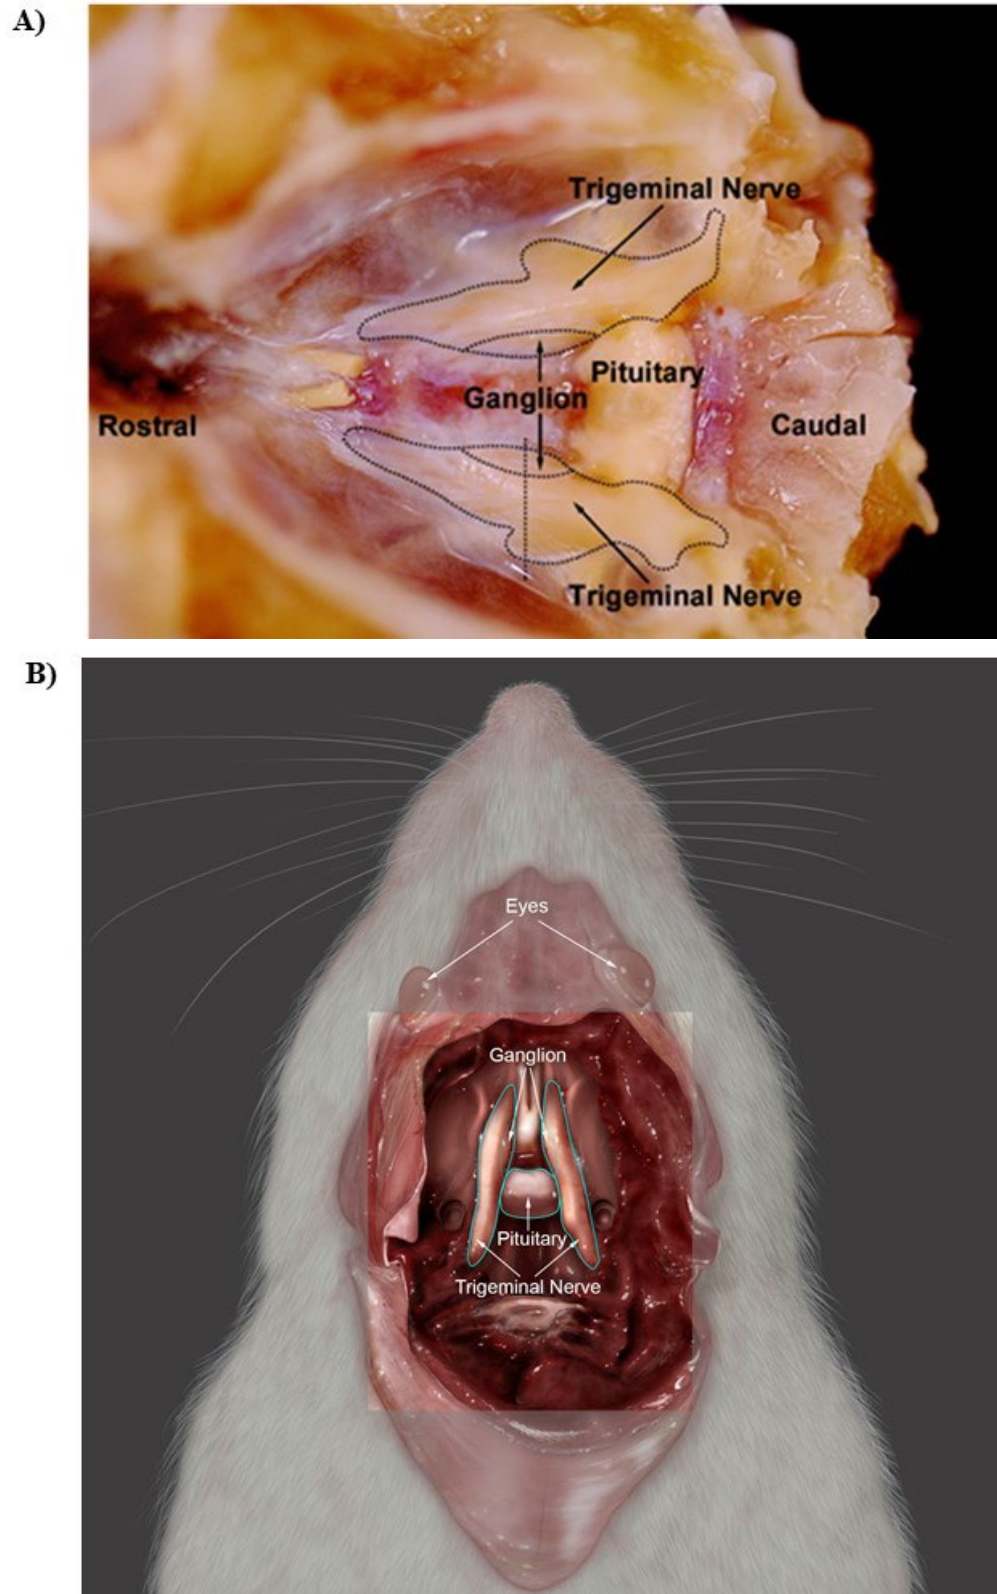 A)
Trigeminal Nerve
Pituitary
Ganglion
Rostral
Caudal
Trigeminal Nerve
B)
Eyes
Ganglion
Pituitary
Trigeminal Nerve